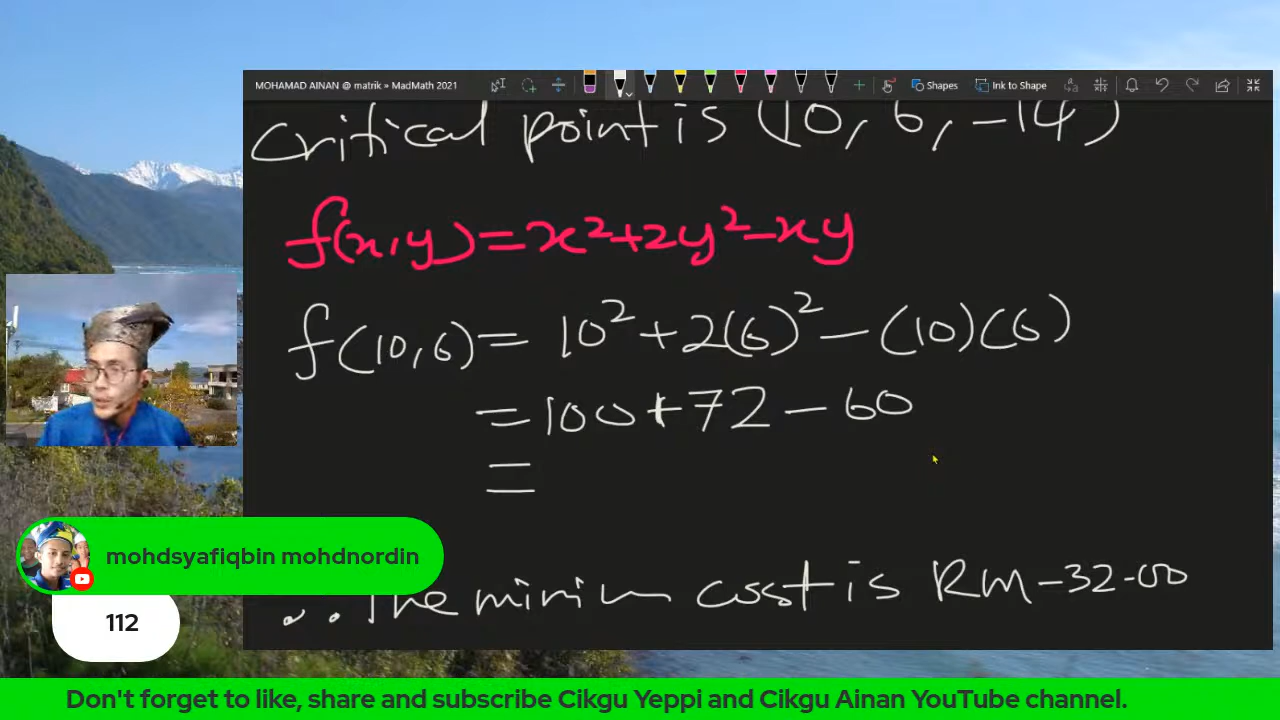 MOHAMAD AINAN @ matrik » MadMath 2021
Shapes
Ink to Shape
Critical point is (10, 6, -14)
f(x,y)=x²+2y²-xy
f(10,6)= 10²+2(6)²-(10)(6)
=100+72-60
=
mohdsyafiqbin mohdnordin
112
∴ The minimum cost is RM-32-00
Don't forget to like, share and subscribe Cikgu Yeppi and Cikgu Ainan YouTube channel.